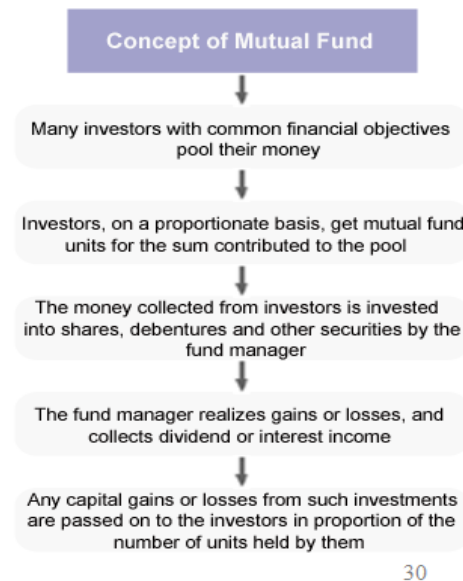 Concept of Mutual Fund
Many investors with common financial objectives
pool their money
Investors, on a proportionate basis, get mutual fund
units for the sum contributed to the pool
The money collected from investors is invested
into shares, debentures and other securities by the
fund manager
The fund manager realizes gains or losses, and
collects dividend or interest income
Any capital gains or losses from such investments
are passed on to the investors in proportion of the
number of units held by them
30